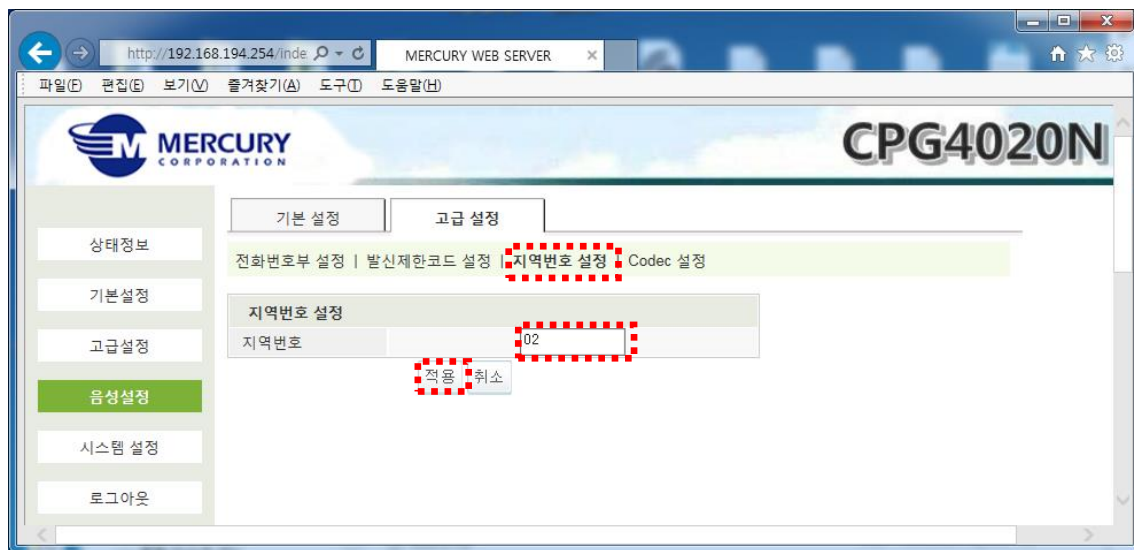 http://192.168.194.254/inde
MERCURY WEB SERVER
파일(F) 편집(E) 보기(V) 즐겨찾기(A) 도구(T) 도움말(H)
M MERCURY
CORPORATION
CPG4020N
기본 설정
고급 설정
상태정보
전화번호부 설정 | 발신제한코드 설정 | 지역번호 설정 | Codec 설정
기본설정
지역번호 설정
고급설정
지역번호
02
적용
취소
음성설정
시스템 설정
로그아웃